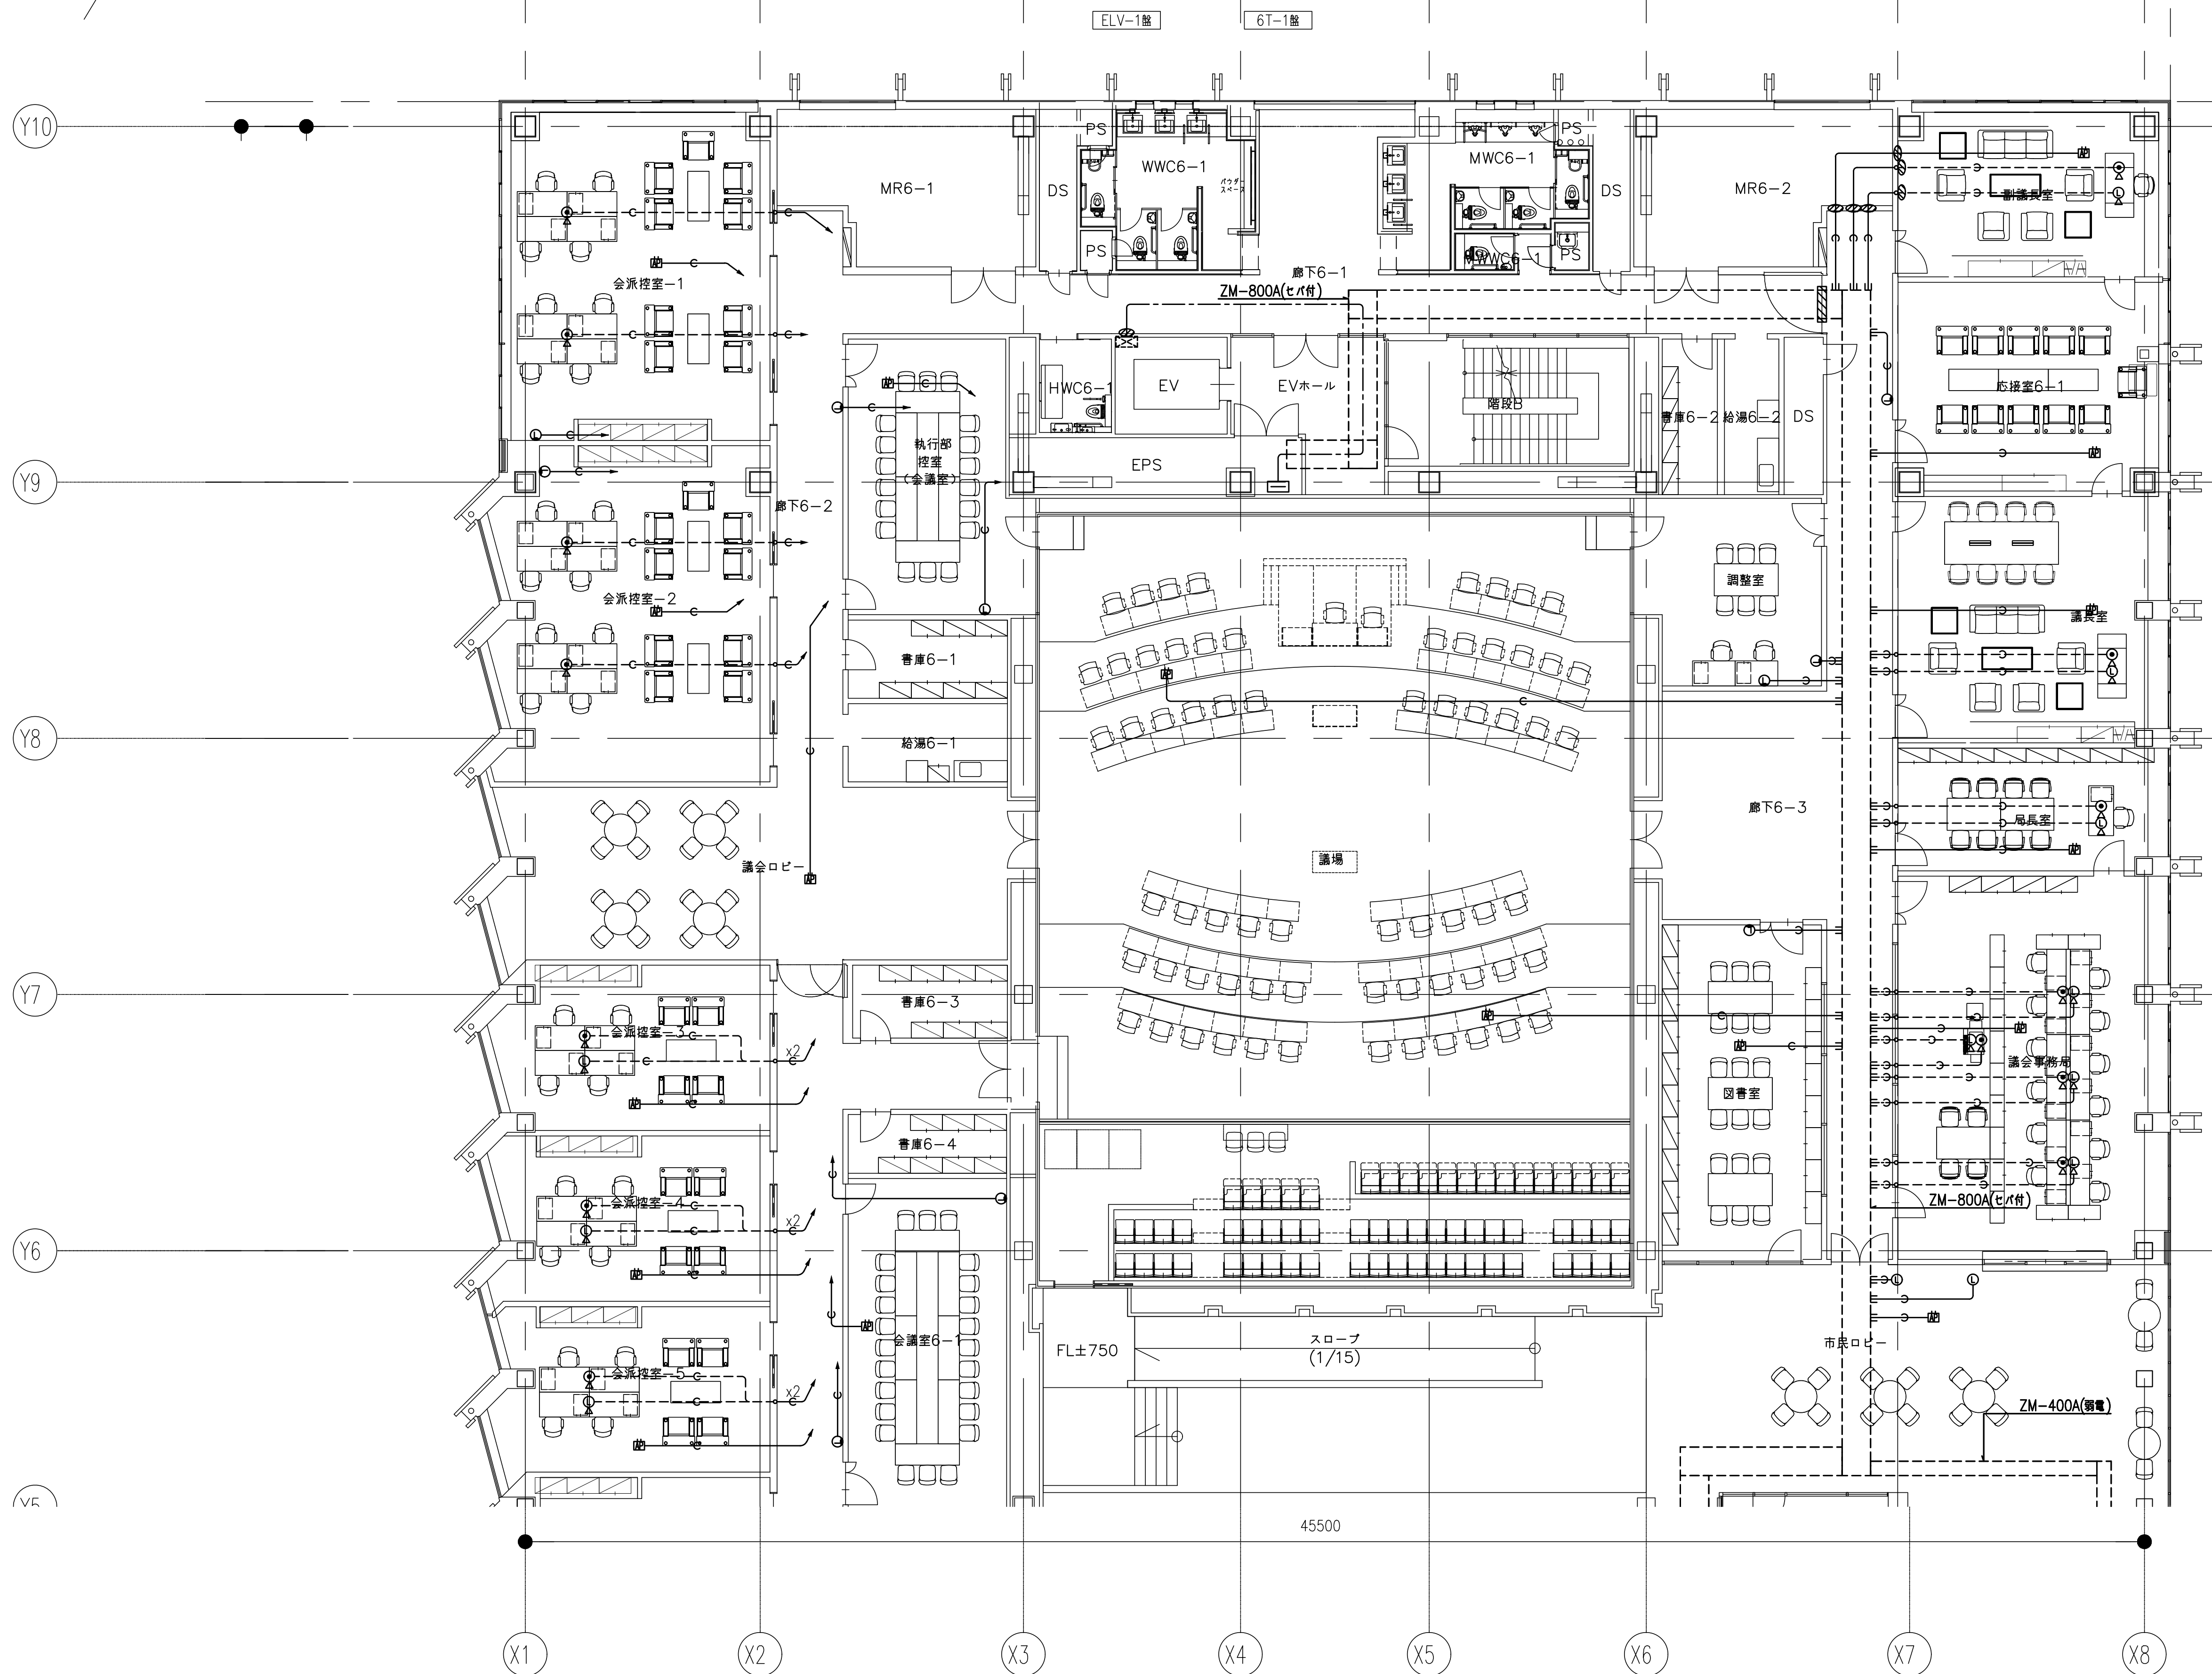 ELV-1盤
6T-1盤
Y10
PS
WWC6-1
パウダー
スペース
MWC6-1
PS
MR6-1
DS
DS
MR6-2
副議長室
PS
WWC6-1
PS
会派控室-1
廊下6-1
ZM-800A(セパ付)
HWC6-1
EV
EVホール
階段B
書庫6-2
給湯6-2
DS
応接室6-1
執行部
控室
(会議室)
EPS
Y9
廊下6-2
会派控室-2
調整室
議長室
書庫6-1
給湯6-1
Y8
廊下6-3
局長室
議会ロビー
議場
Y7
書庫6-3
会派控室-3
x2
図書室
議会事務局
書庫6-4
会派控室-4
x2
ZM-800A(セパ付)
Y6
会議室6-1
FL±750
スロープ
(1/15)
市民ロビー
会派控室-5
x2
ZM-400A(弱電)
Y5
45500
X1
X2
X3
X4
X5
X6
X7
X8